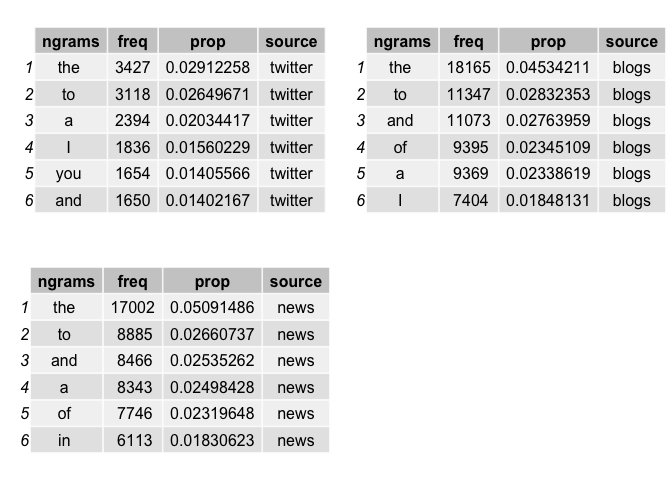 ngrams freq prop source
1 the 3427 0.02912258 twitter
2 to 3118 0.02649671 twitter
3 a 2394 0.02034417 twitter
4 I 1836 0.01560229 twitter
5 you 1654 0.01405566 twitter
6 and 1650 0.01402167 twitter
ngrams freq prop source
1 the 18165 0.04534211 blogs
2 to 11347 0.02832353 blogs
3 and 11073 0.02763959 blogs
4 of 9395 0.02345109 blogs
5 a 9369 0.02338619 blogs
6 I 7404 0.01848131 blogs
ngrams freq prop source
1 the 17002 0.05091486 news
2 to 8885 0.02660737 news
3 and 8466 0.02535262 news
4 a 8343 0.02498428 news
5 of 7746 0.02319648 news
6 in 6113 0.01830623 news